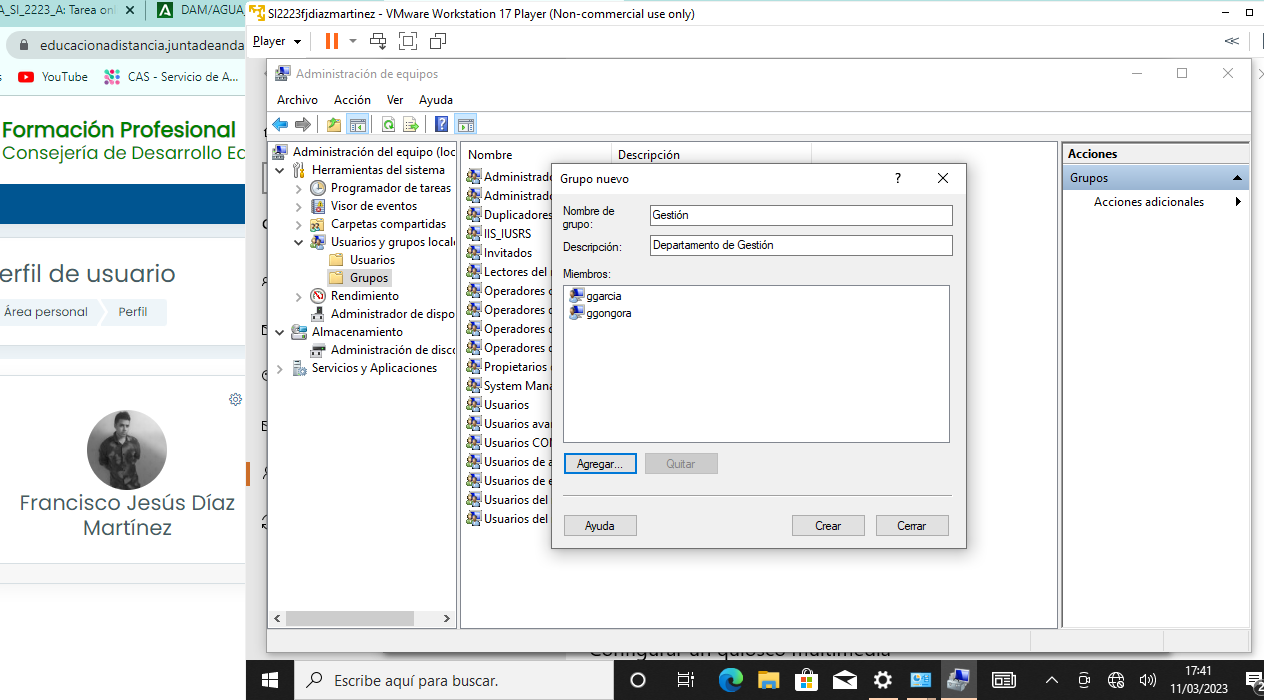 A_SI_2223_A: Tarea onl
DAM/AGUA
educacionadistancia.juntadeanda
YouTube
CAS - Servicio de A...
Formación Profesional
Consejería de Desarrollo Ec
erfil de usuario
Área personal
Perfil
Francisco Jesús Díaz
Martínez
SI2223fjdiazmartinez - VMware Workstation 17 Player (Non-commercial use only)
Player
Administración de equipos
Archivo Acción Ver Ayuda
Administración del equipo (loc
Herramientas del sistema
Programador de tareas
Visor de eventos
Carpetas compartidas
Usuarios y grupos locale
Usuarios
Grupos
Rendimiento
Administrador de dispo
Almacenamiento
Administración de disco
Servicios y Aplicaciones
Nombre
Descripción
Administrado
Administrado
Duplicadores
IIS_IUSRS
Invitados
Lectores del
Operadores
Operadores
Operadores
Operadores
Propietarios
System Mana
Usuarios
Usuarios ava
Usuarios CO
Usuarios de a
Usuarios de e
Usuarios del
Usuarios del
Grupo nuevo
?
Nombre de
grupo:
Gestión
Descripción:
Departamento de Gestión
Miembros:
ggarcia
ggongora
Agregar...
Quitar
Ayuda
Crear
Cerrar
Acciones
Grupos
Acciones adicionales
Configurar un quiosco multimedia
Escribe aquí para buscar.
17:41
11/03/2023
2